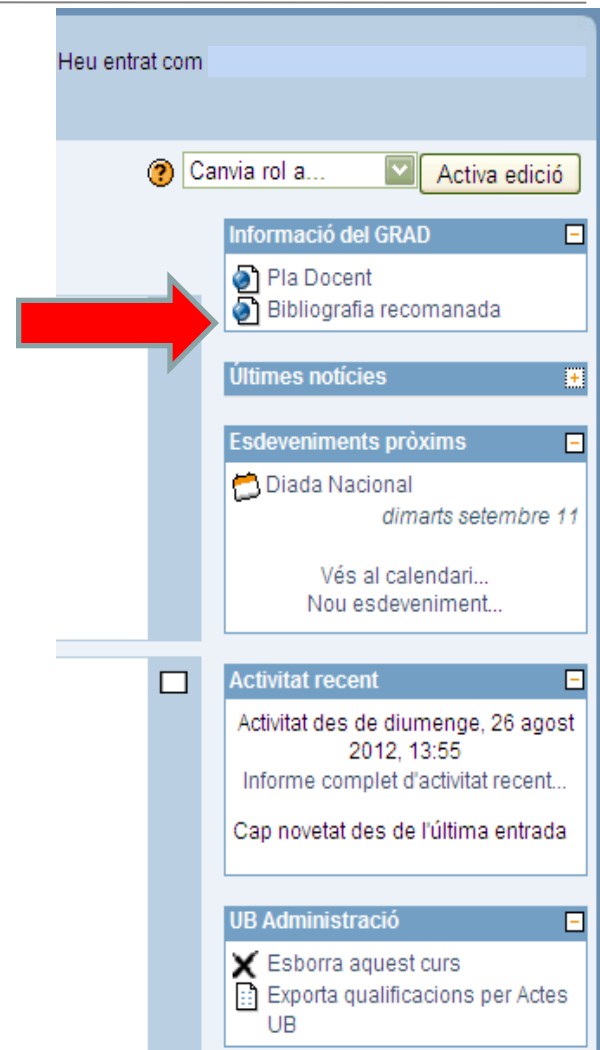 Heu entrat com
Canvia rol a...
Activa edició
Informació del GRAD
Pla Docent
Bibliografia recomanada
Últimes notícies
Esdeveniments pròxims
Diada Nacional
dimarts setembre 11
Vés al calendari...
Nou esdeveniment...
Activitat recent
Activitat des de diumenge, 26 agost
2012, 13:55
Informe complet d'activitat recent...
Cap novetat des de l'última entrada
UB Administració
Esborra aquest curs
Exporta qualificacions per Actes
UB